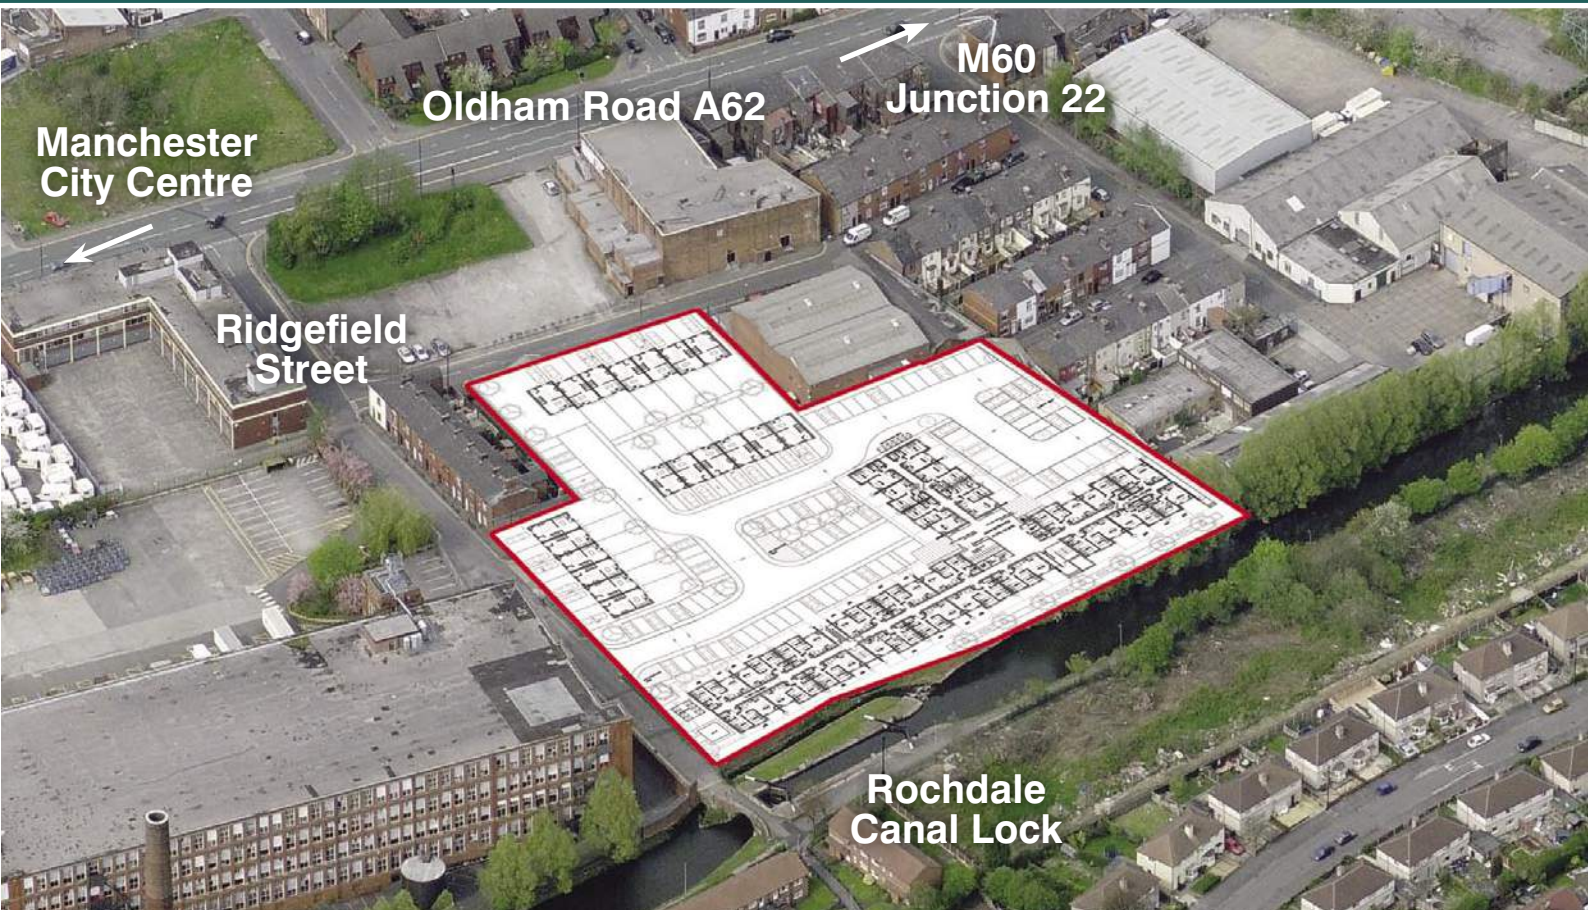 M60
Junction 22
Oldham Road A62
Manchester
City Centre
Ridgefield
Street
Rochdale
Canal Lock